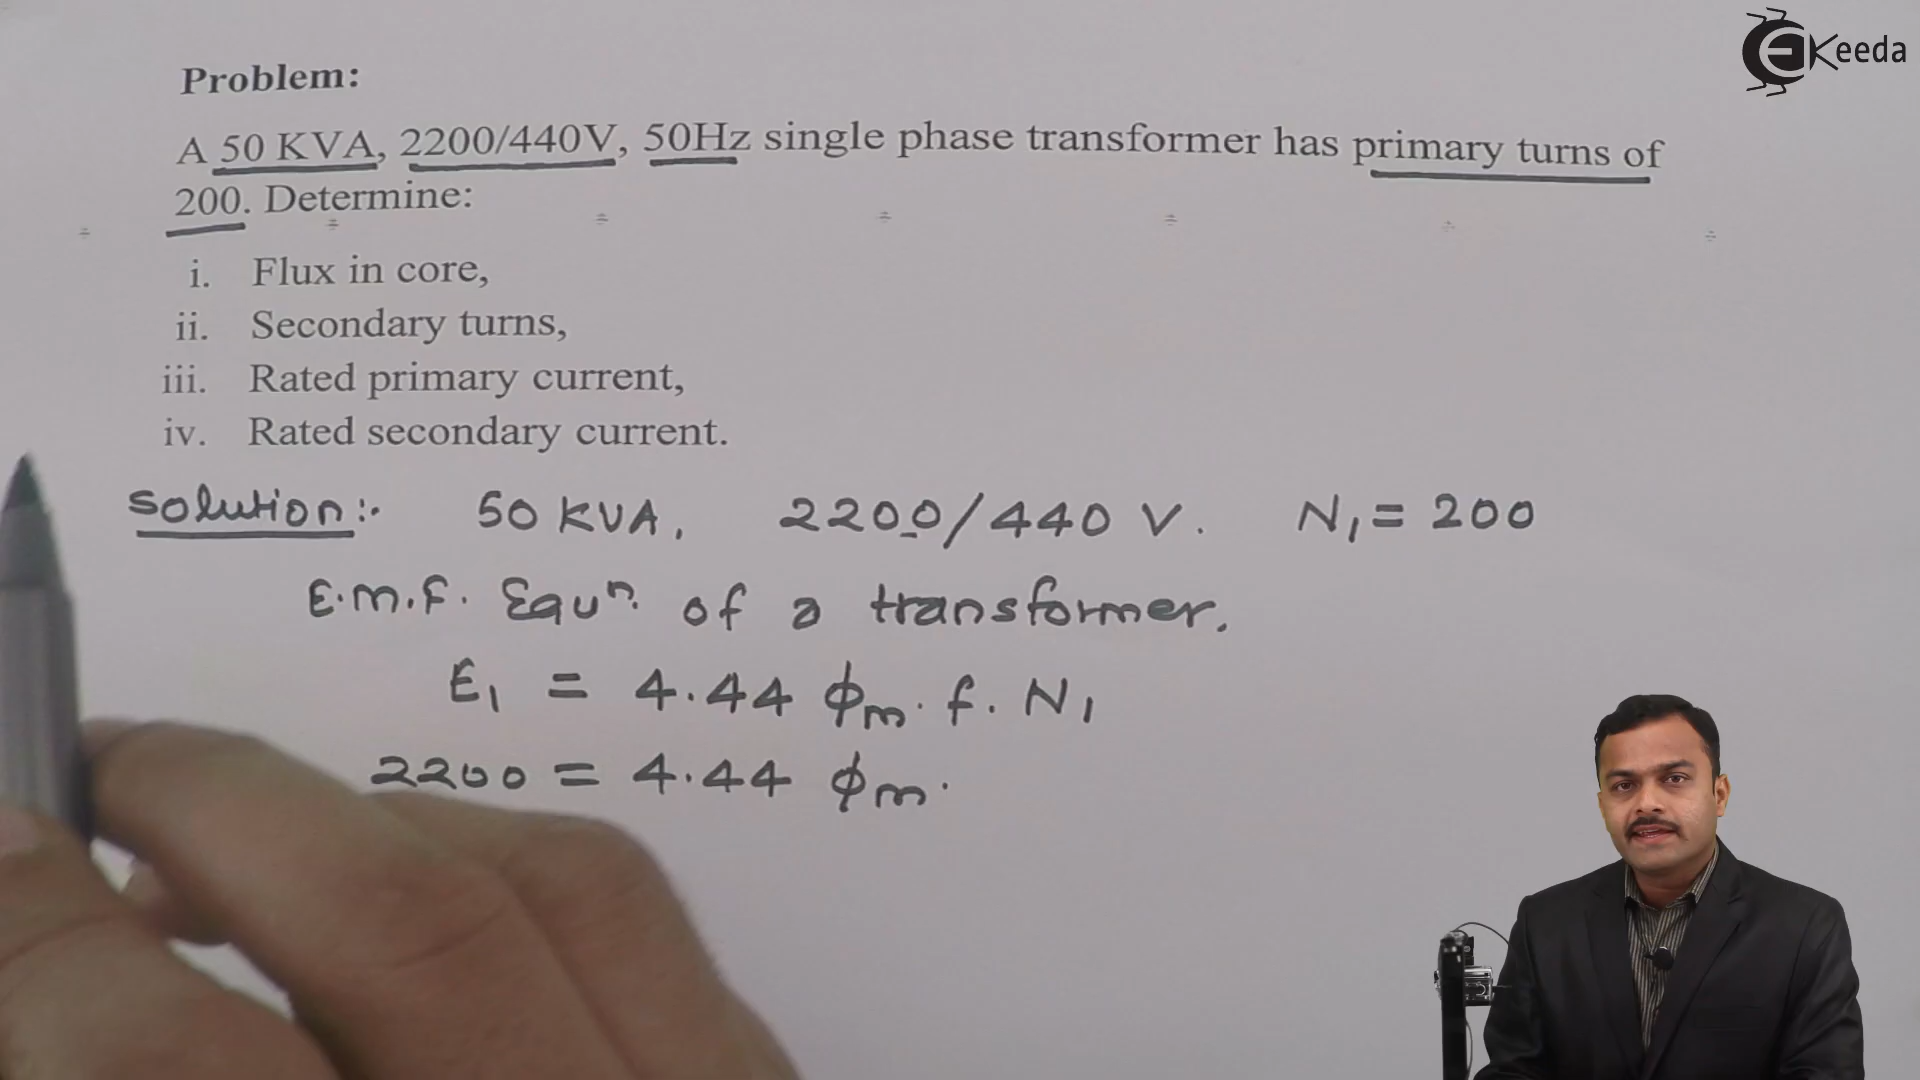 Keeda
Problem:
A 50 KVA, 2200/440V, 50Hz single phase transformer has primary turns of
200. Determine:
i. Flux in core,
ii. Secondary turns,
iii. Rated primary current,
iv. Rated secondary current.
Solution:- 50 KVA, 2200/440 V. N₁ = 200
E.m.f. Equⁿ. of a transformer.
E₁ = 4.44 ϕm. f. N₁
2200 = 4.44 ϕm.